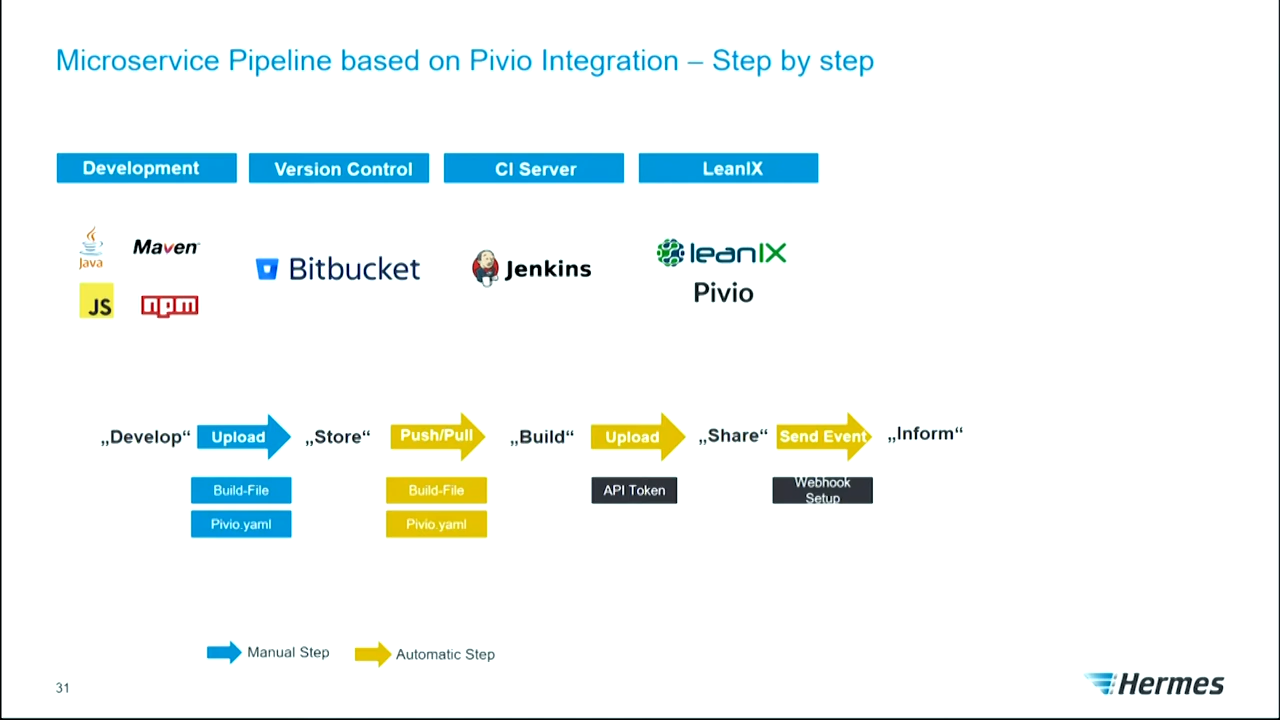 Microservice Pipeline based on Pivio Integration – Step by step
Development
Version Control
CI Server
LeanIX
Java
Maven
JS
npm
Bitbucket
Jenkins
leanIX
Pivio
„Develop“
Upload
„Store“
Push/Pull
„Build“
Upload
„Share“
Send Event
„Inform“
Build-File
Pivio.yaml
Build-File
Pivio.yaml
API Token
Webhook
Setup
Manual Step
Automatic Step
31
Hermes